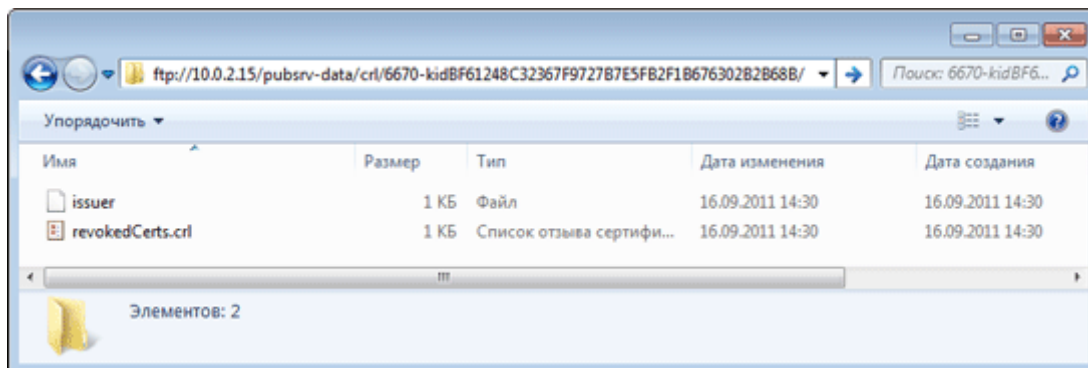 ftp://10.0.2.15/pubsrv-data/crl/6670-kidBF61248C32367F9727B7E5FB2F1B676302B2B68B/ Поиск: 6670-kidBF6...
Упорядочить
Имя Размер Тип Дата изменения Дата создания
issuer 1 КБ Файл 16.09.2011 14:30 16.09.2011 14:30
revokedCerts.crl 1 КБ Список отзыва сертифи... 16.09.2011 14:30 16.09.2011 14:30
Элементов: 2